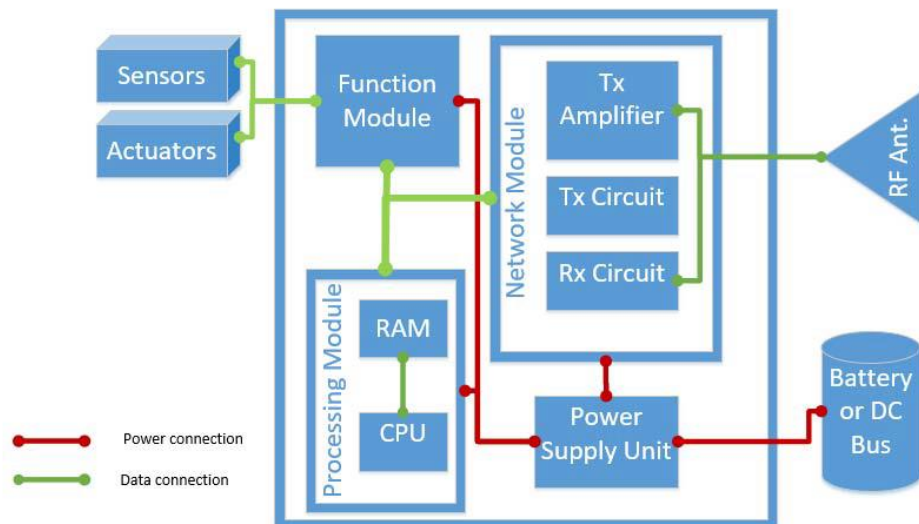 Sensors
Actuators
Function
Module
Network Module
Tx
Amplifier
Tx Circuit
Rx Circuit
RF Ant.
Processing Module
RAM
CPU
Power
Supply Unit
Battery
or DC
Bus
Power connection
Data connection